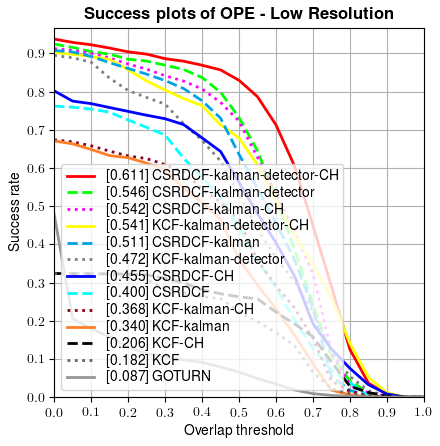 Success plots of OPE - Low Resolution
Success rate
0.9
0.8
0.7
0.6
0.5
0.4
0.3
0.2
0.1
0.0
[0.611] CSRDCF-kalman-detector-CH
[0.546] CSRDCF-kalman-detector
[0.542] CSRDCF-kalman-CH
[0.541] KCF-kalman-detector-CH
[0.511] CSRDCF-kalman
[0.472] KCF-kalman-detector
[0.455] CSRDCF-CH
[0.400] CSRDCF
[0.368] KCF-kalman-CH
[0.340] KCF-kalman
[0.206] KCF-CH
[0.182] KCF
[0.087] GOTURN
0.0 0.1 0.2 0.3 0.4 0.5 0.6 0.7 0.8 0.9 1.0
Overlap threshold